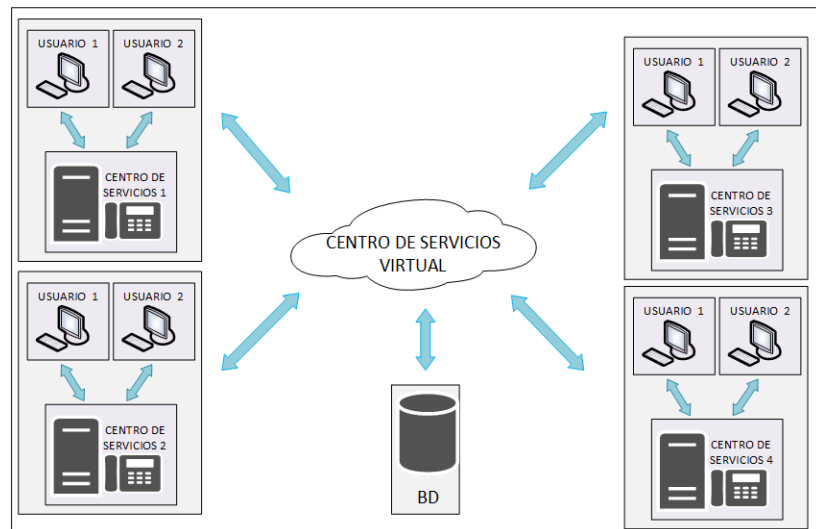 USUARIO 1
USUARIO 2
CENTRO DE
SERVICIOS 1
USUARIO 1
USUARIO 2
CENTRO DE
SERVICIOS 2
CENTRO DE SERVICIOS
VIRTUAL
BD
USUARIO 1
USUARIO 2
CENTRO DE
SERVICIOS 3
USUARIO 1
USUARIO 2
CENTRO DE
SERVICIOS 4